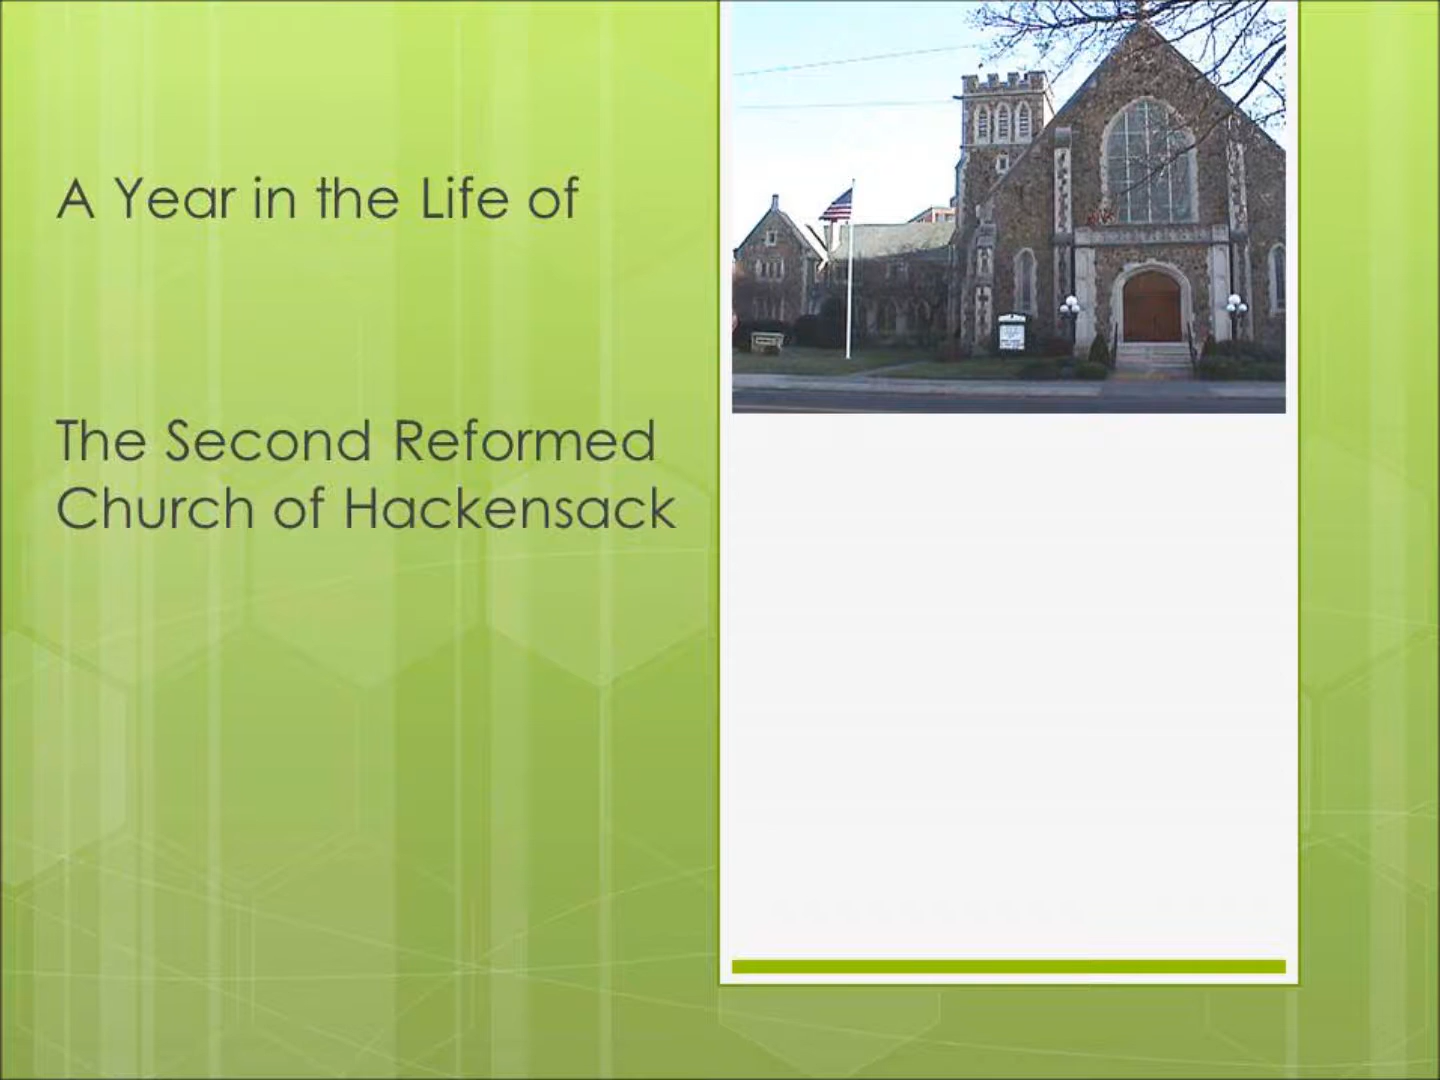 A Year in the Life of
The Second Reformed
Church of Hackensack